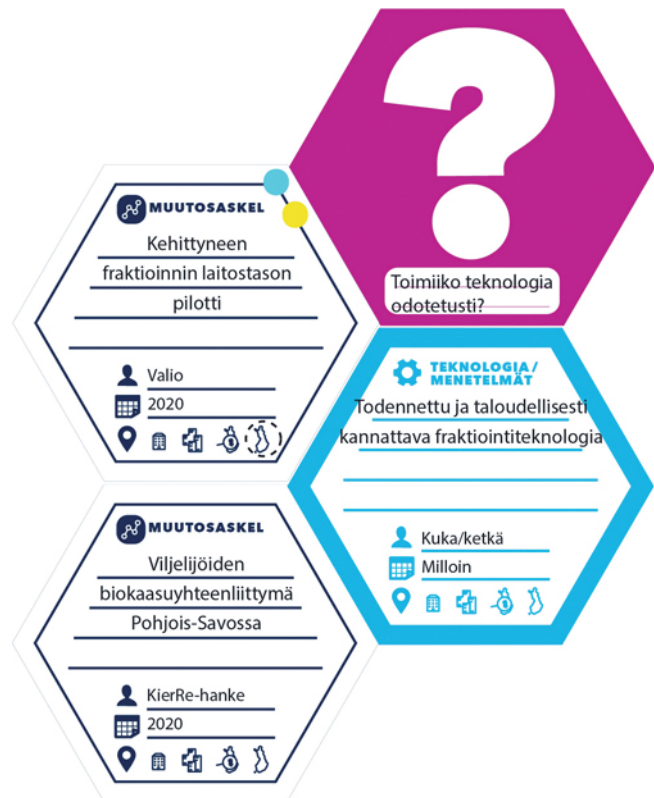 ?
Toimiiko teknologia
odotetusti?
MUUTOSASKEL
Kehittyneen
fraktioinnin laitostason
pilotti
Valio
2020
TEKNOLOGIA/
MENETELMÄT
Todennettu ja taloudellisesti
kannattava fraktiointiteknologia
Kuka/ketkä
Milloin
MUUTOSASKEL
Viljelijöiden
biokaasuyhteenliittymä
Pohjois-Savossa
KierRe-hanke
2020